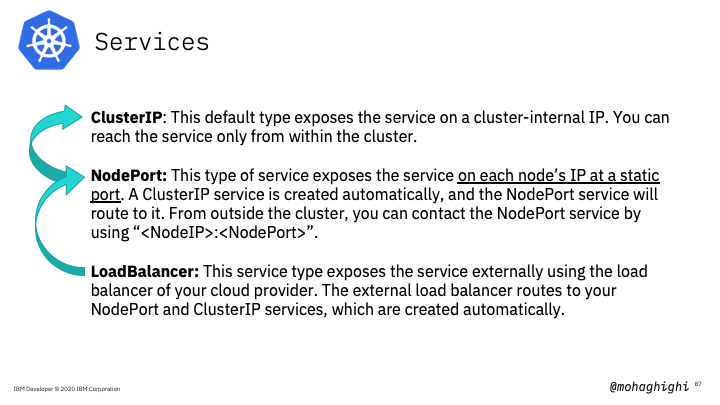 Services
ClusterIP: This default type exposes the service on a cluster-internal IP. You can
reach the service only from within the cluster.
NodePort: This type of service exposes the service on each node’s IP at a static
port. A ClusterIP service is created automatically, and the NodePort service will
route to it. From outside the cluster, you can contact the NodePort service by
using “<NodeIP>:<NodePort>”.
LoadBalancer: This service type exposes the service externally using the load
balancer of your cloud provider. The external load balancer routes to your
NodePort and ClusterIP services, which are created automatically.
IBM Developer © 2020 IBM Corporation
@mohaghighi 87